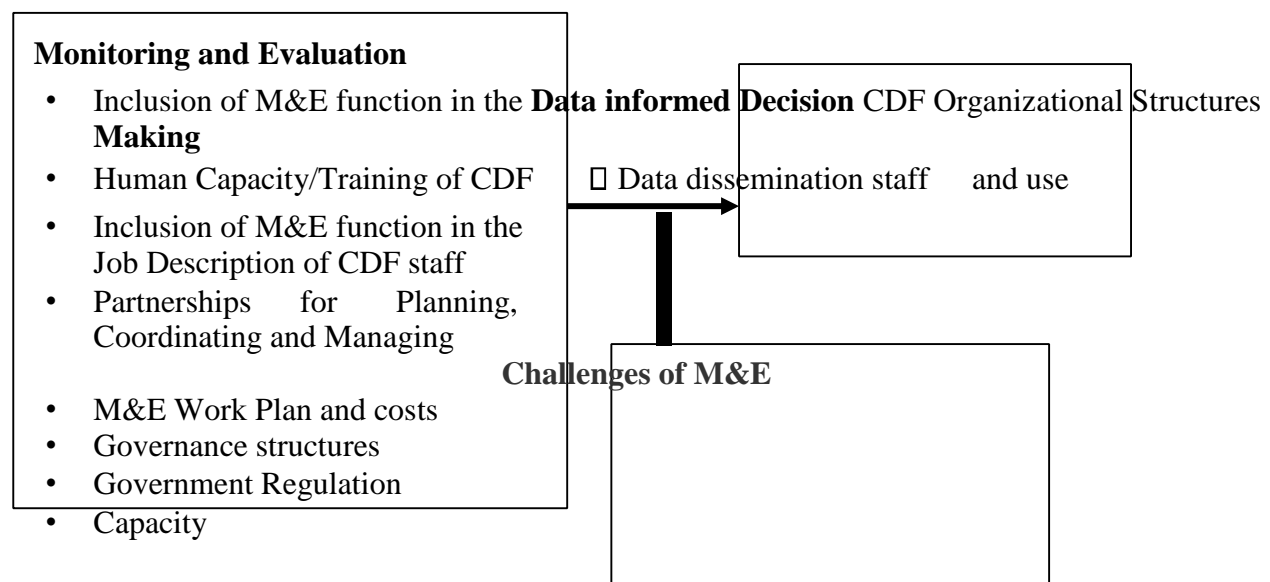 Monitoring and Evaluation
• Inclusion of M&E function in the Data informed Decision CDF Organizational Structures
Making
• Human Capacity/Training of CDF  Data dissemination staff and use
• Inclusion of M&E function in the
Job Description of CDF staff
• Partnerships for Planning,
Coordinating and Managing
Challenges of M&E
• M&E Work Plan and costs
• Governance structures
• Government Regulation
• Capacity